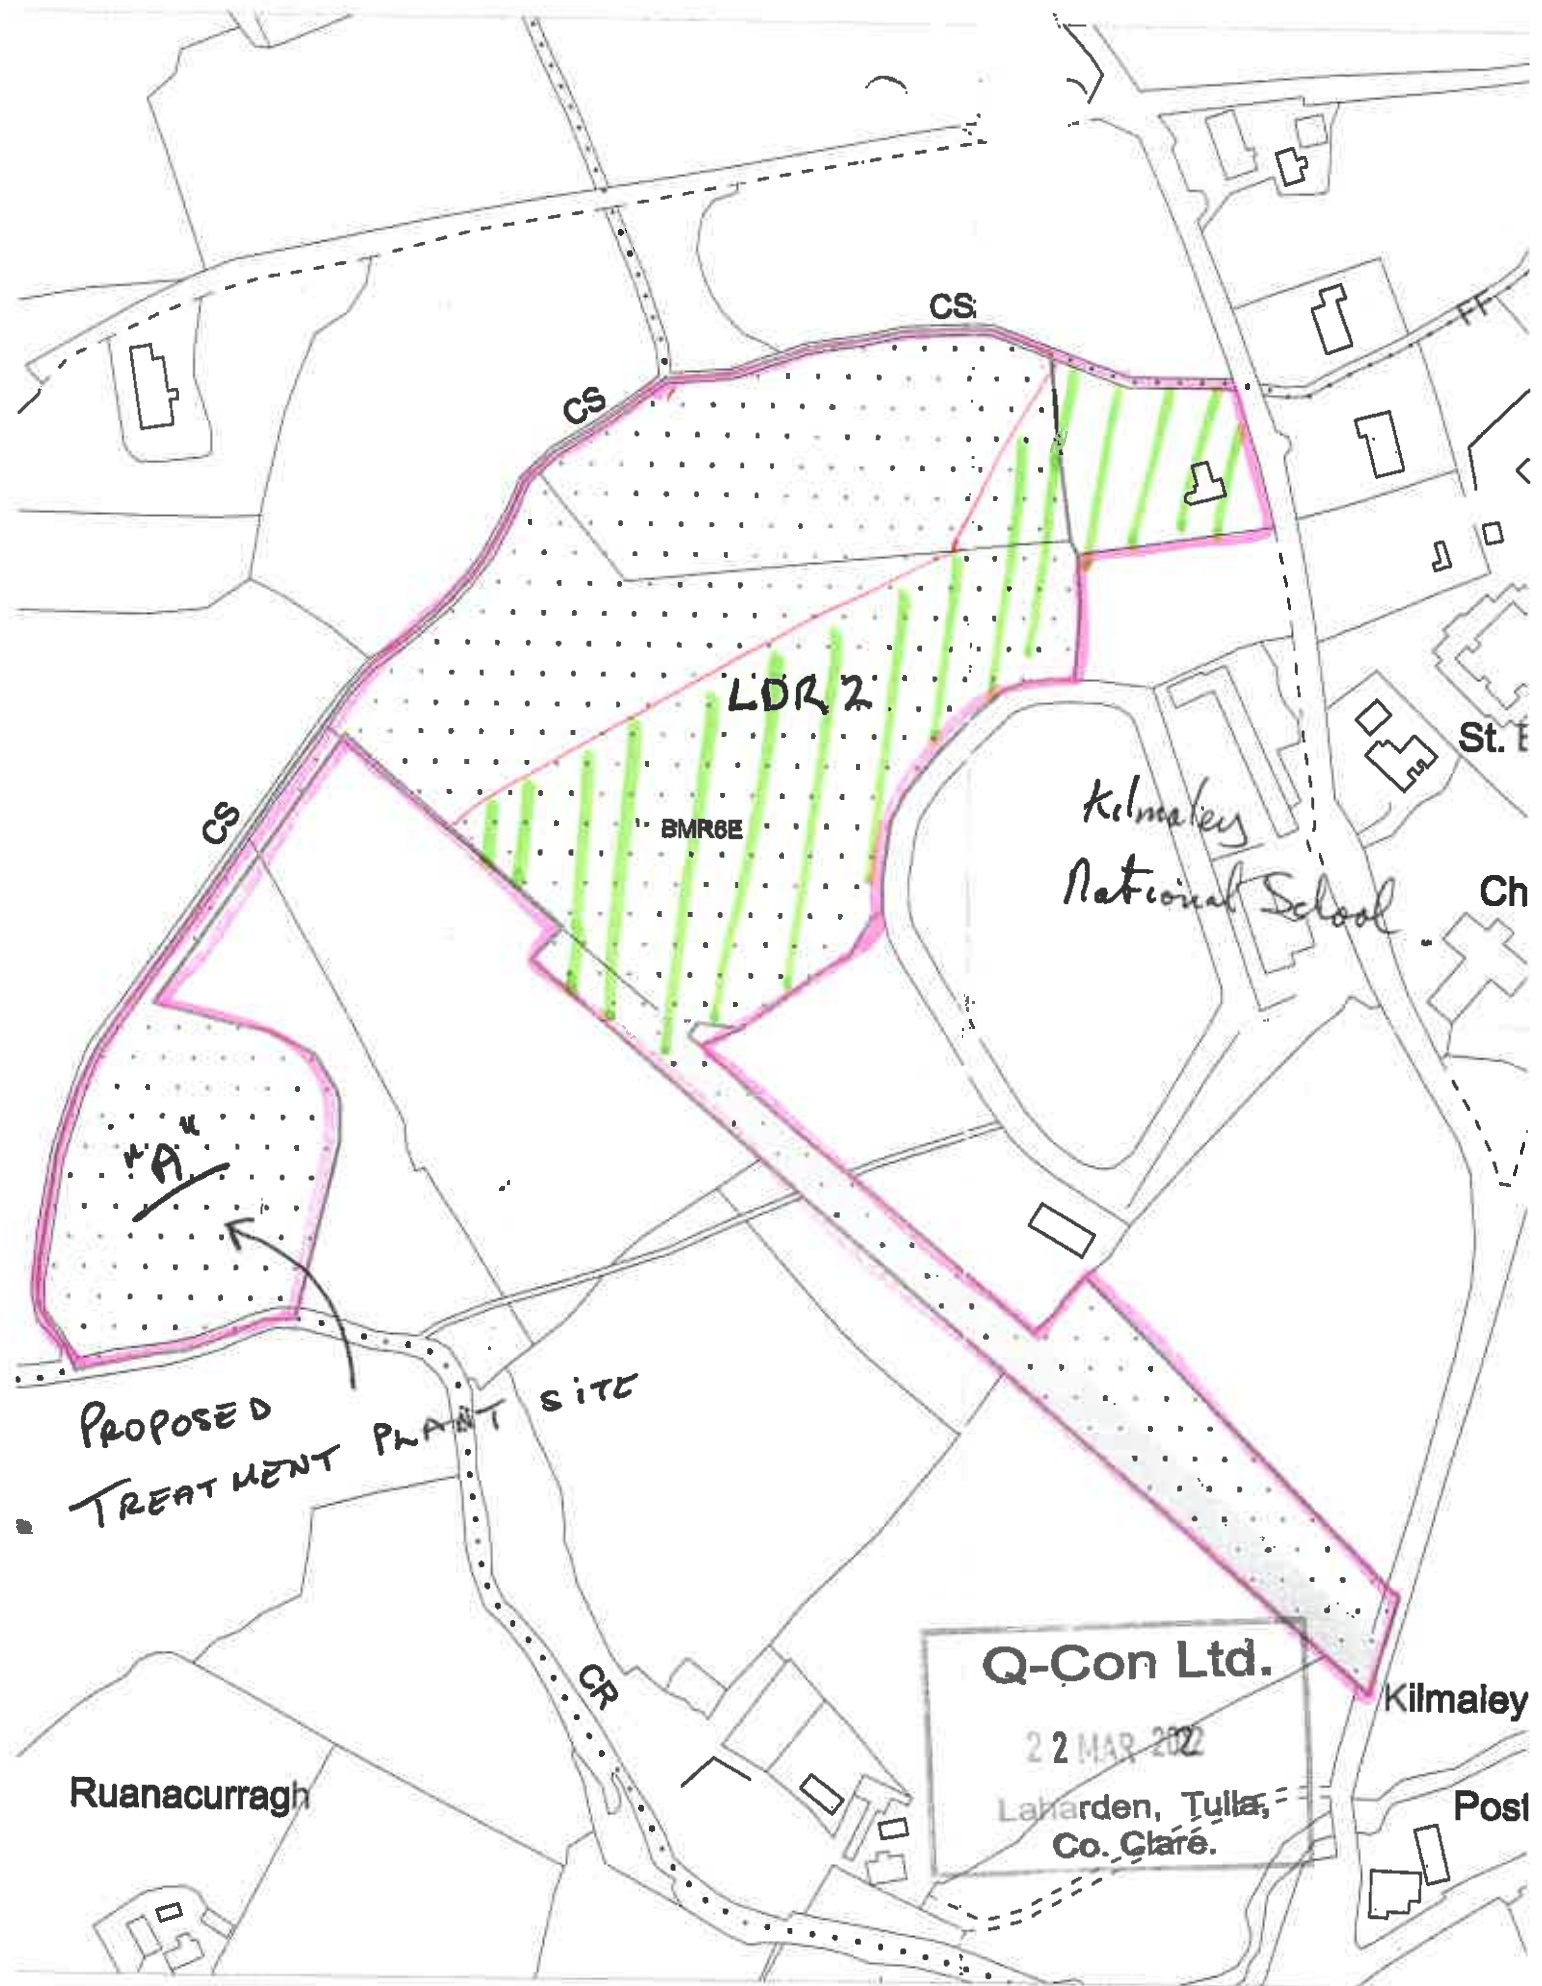 CS
FF
CS
LDR 2
St.
CS
BMR6E
Kilmaley
National School
Ch
"A"
PROPOSED
TREATMENT PLANT SITE
Q-Con Ltd.
22 MAR 2022
Laharden, Tulla,
Co. Clare.
CR
Kilmaley
Ruanacurragh
Post